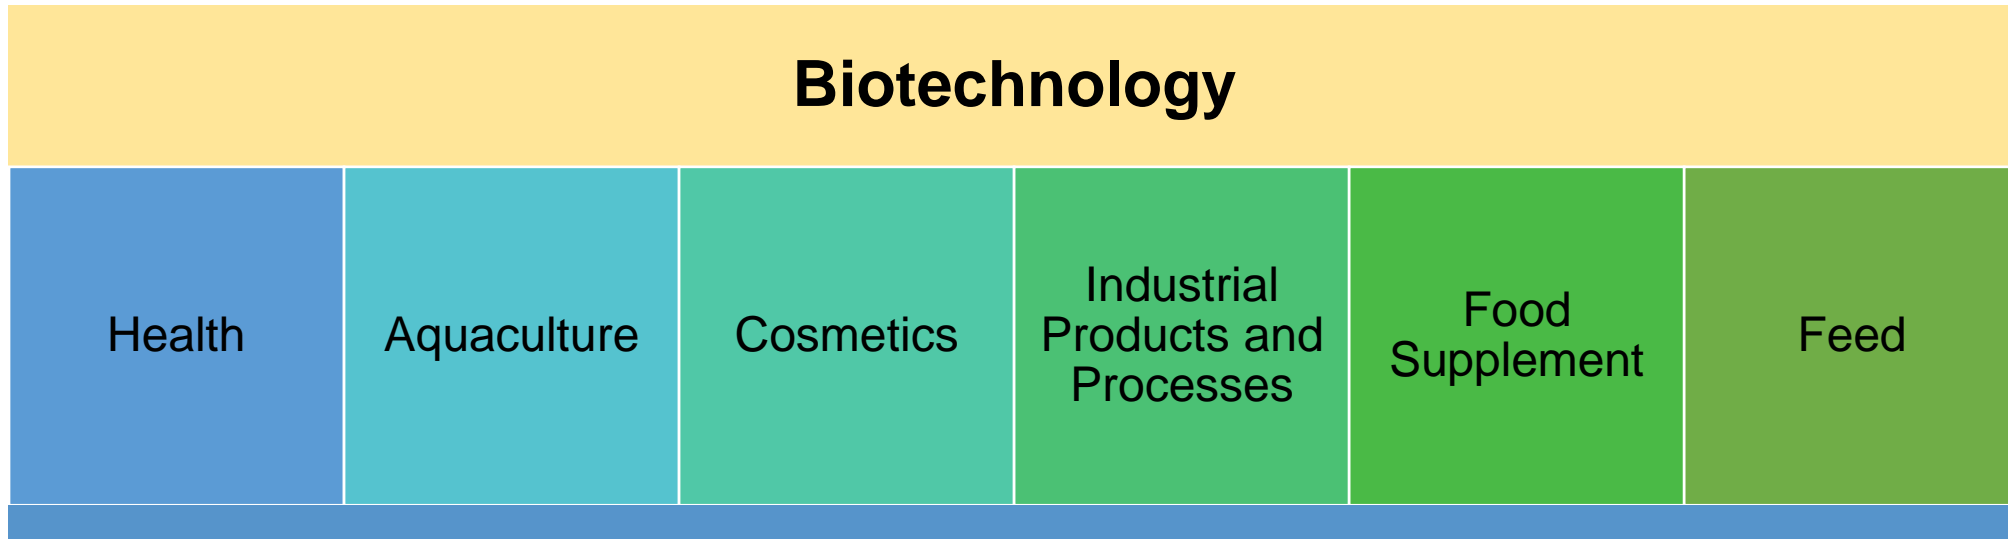 Biotechnology
Health
Aquaculture
Cosmetics
Industrial
Products and
Processes
Food
Supplement
Feed